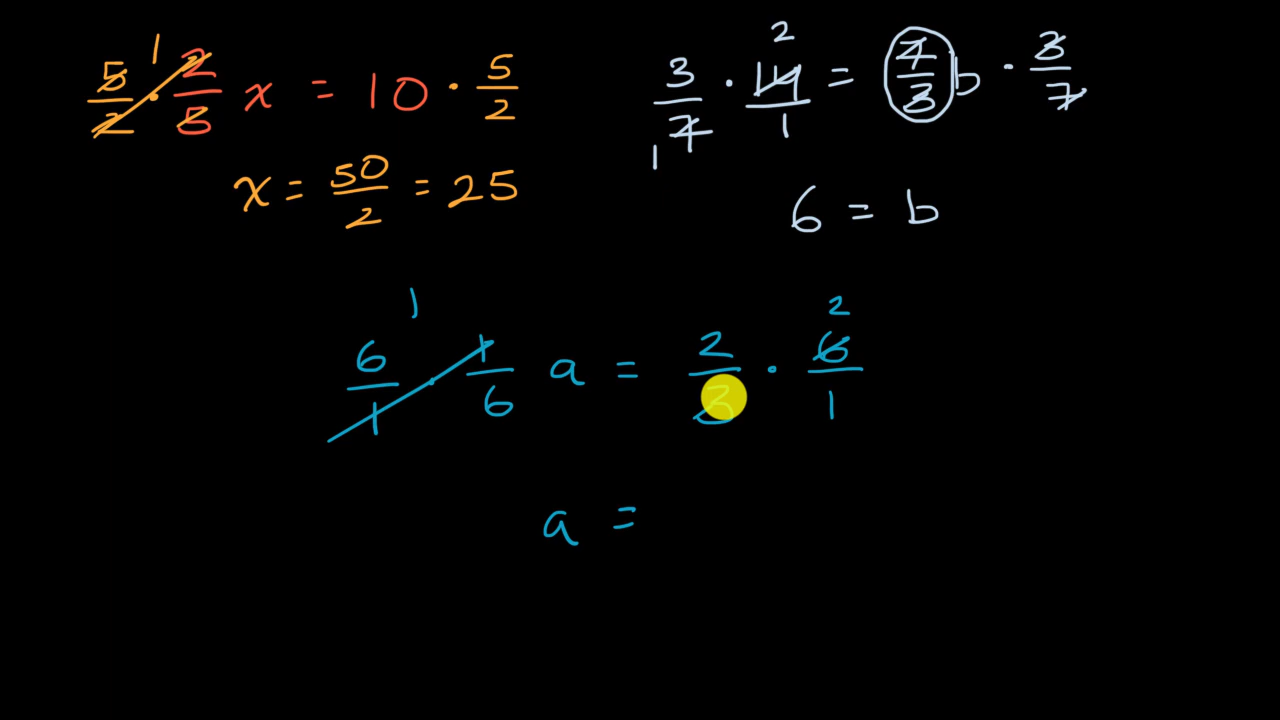 5/2 · 2/5 x = 10 · 5/2
1
x = 50/2 = 25
3/7 · 14/1 = 7/3 b · 3/7
2
1
6 = b
6/1 · 1/6 a = 2/3 · 6/1
1
2
a =